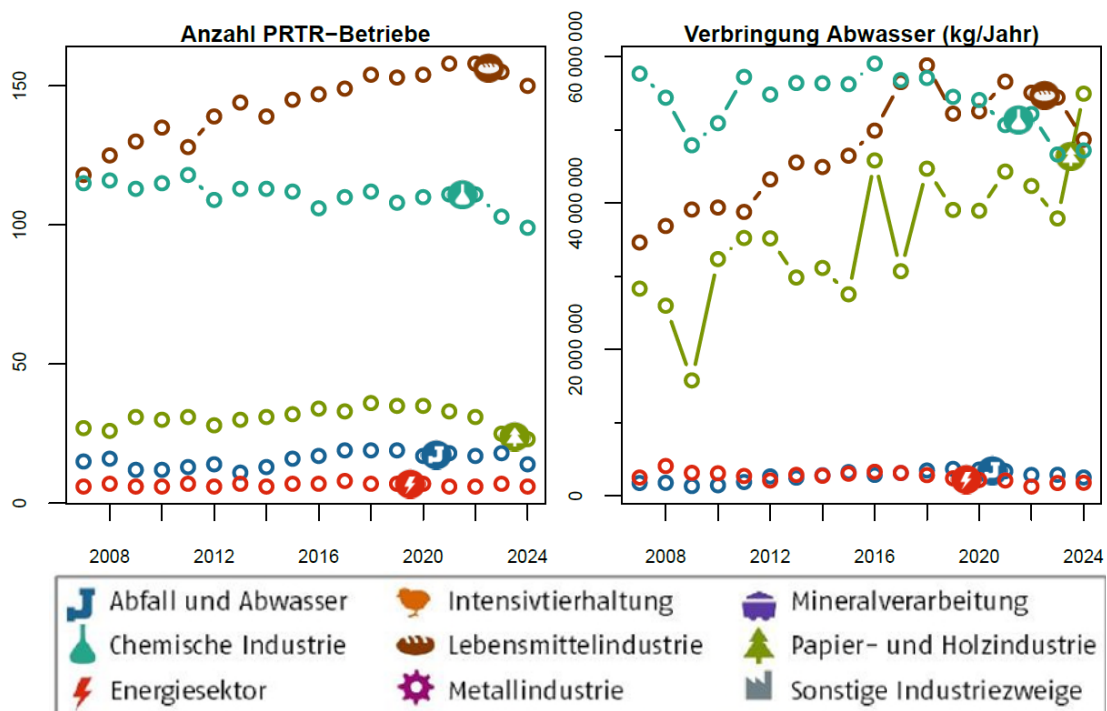 Anzahl PRTR−Betriebe
150
100
50
0
2008 2012 2016 2020 2024
Verbringung Abwasser (kg/Jahr)
60 000 000
40 000 000
20 000 000
0
2008 2012 2016 2020 2024
Abfall und Abwasser Intensivtierhaltung Mineralverarbeitung
Chemische Industrie Lebensmittelindustrie Papier- und Holzindustrie
Energiesektor Metallindustrie Sonstige Industriezweige